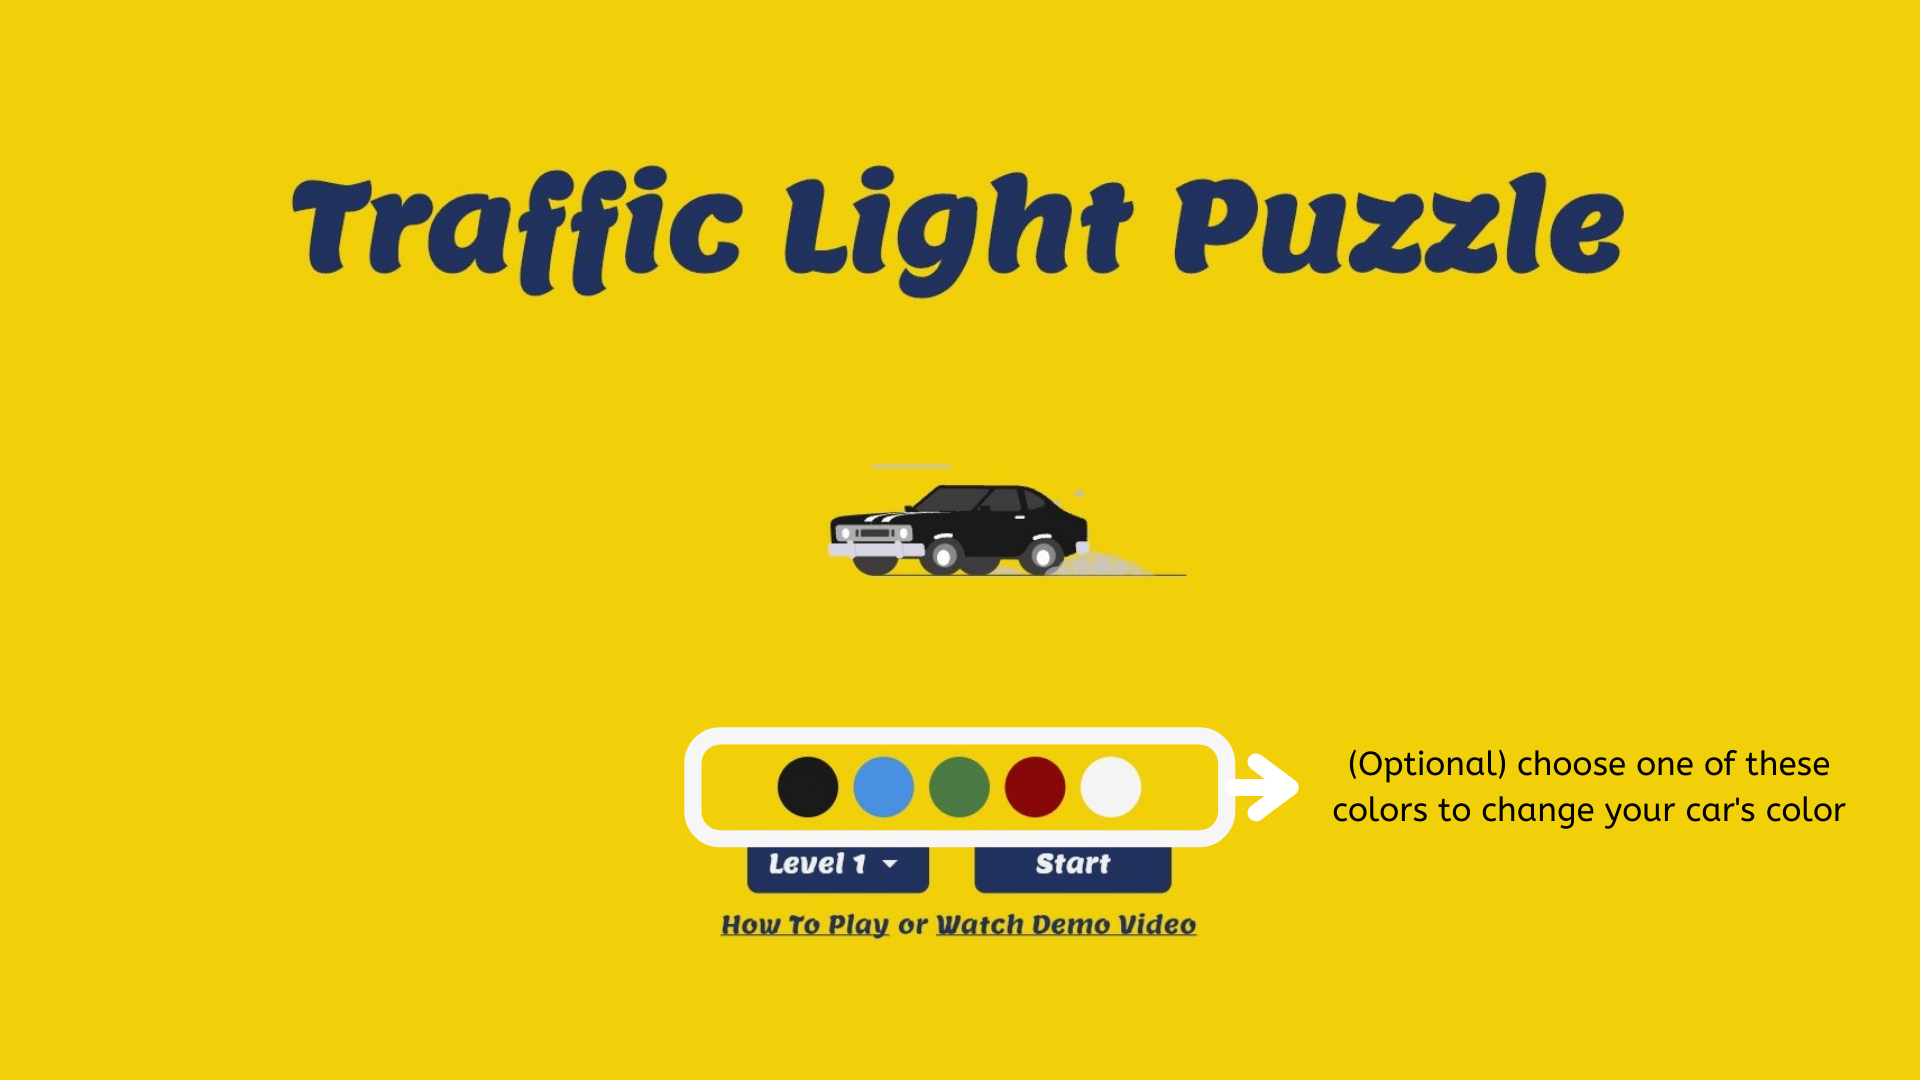 Traffic Light Puzzle
(Optional) choose one of these
colors to change your car's color
Level 1
Start
How To Play or Watch Demo Video